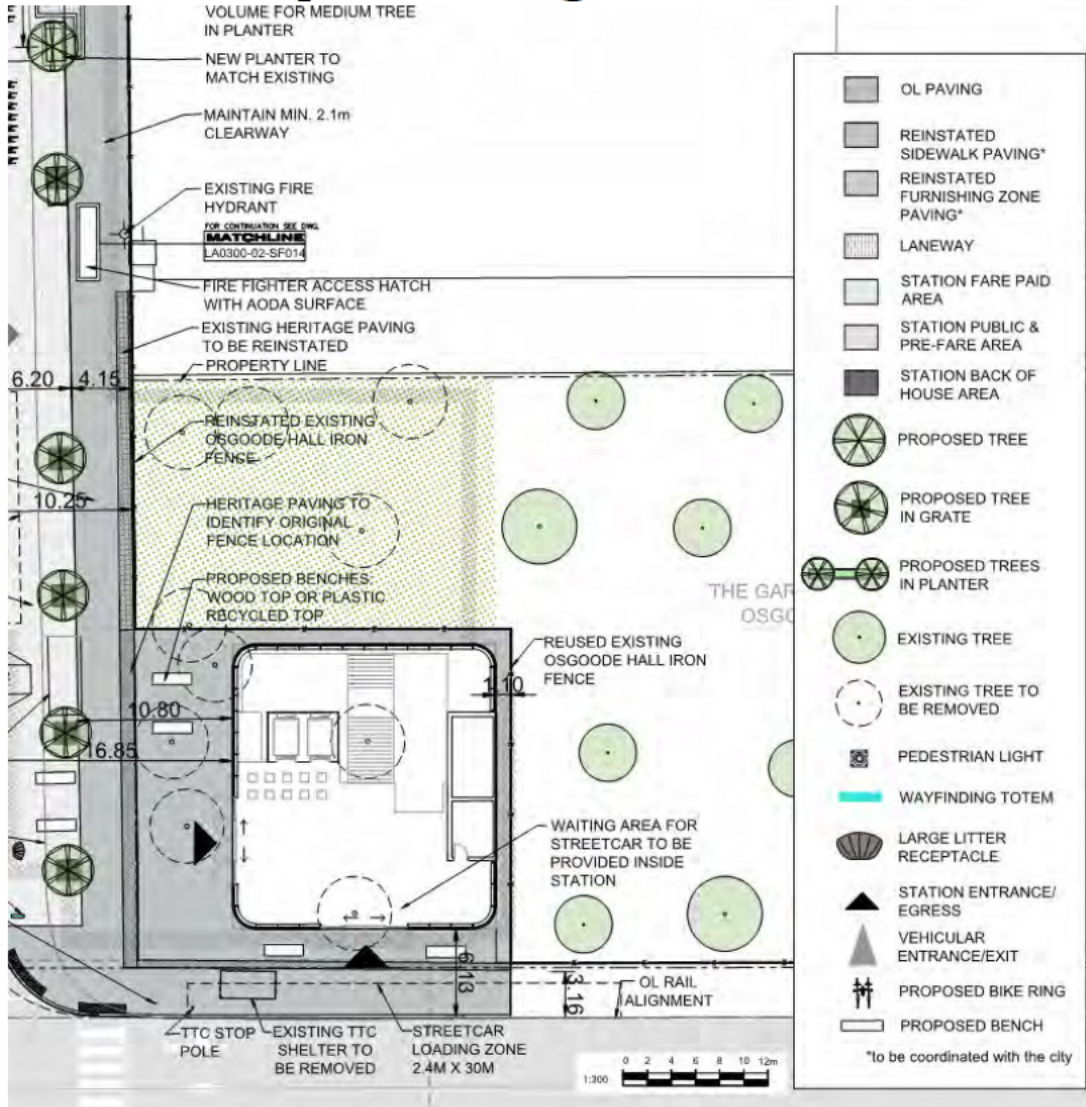 VOLUME FOR MEDIUM TREE
IN PLANTER
NEW PLANTER TO
MATCH EXISTING
MAINTAIN MIN. 2.1m
CLEARWAY
EXISTING FIRE
HYDRANT
FOR CONTINUATION SEE DWG.
MATCHLINE
LA0300-02-SF014
FIRE FIGHTER ACCESS HATCH
WITH AODA SURFACE
EXISTING HERITAGE PAVING
TO BE REINSTATED
PROPERTY LINE
6.20
4.15
REINSTATED EXISTING
OSGOODE HALL IRON
FENCE
10.25
HERITAGE PAVING TO
IDENTIFY ORIGINAL
FENCE LOCATION
PROPOSED BENCHES:
WOOD TOP OR PLASTIC
RECYCLED TOP
THE GAR
OSGO
REUSED EXISTING
OSGOODE HALL IRON
FENCE
1.10
10.80
16.85
WAITING AREA FOR
STREETCAR TO BE
PROVIDED INSIDE
STATION
6.13
3.16
OL RAIL
ALIGNMENT
TTC STOP
POLE
EXISTING TTC
SHELTER TO
BE REMOVED
STREETCAR
LOADING ZONE
2.4M X 30M
1:300
0 2 4 6 8 10 12m
OL PAVING
REINSTATED
SIDEWALK PAVING*
REINSTATED
FURNISHING ZONE
PAVING*
LANEWAY
STATION FARE PAID
AREA
STATION PUBLIC &
PRE-FARE AREA
STATION BACK OF
HOUSE AREA
PROPOSED TREE
PROPOSED TREE
IN GRATE
PROPOSED TREES
IN PLANTER
EXISTING TREE
EXISTING TREE TO
BE REMOVED
PEDESTRIAN LIGHT
WAYFINDING TOTEM
LARGE LITTER
RECEPTACLE
STATION ENTRANCE/
EGRESS
VEHICULAR
ENTRANCE/EXIT
PROPOSED BIKE RING
PROPOSED BENCH
*to be coordinated with the city